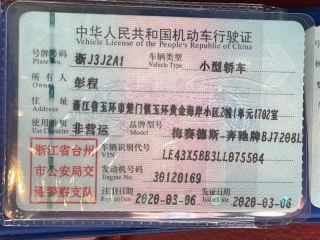 中华人民共和国机动车行驶证
Vehicle License of the People's Republic of China
号牌号码 浙J3J2A1 车辆类型 小型轿车
Plate No. Vehicle Type
所有人 彭程
Owner
住址 浙江省玉环市楚门镇玉环黄金海岸小区2幢1单元1702室
Address
使用性质 非营运 品牌型号 梅赛德斯-奔驰牌BJ7208L
Use Character Model
浙江省台州市公安局交通警察支队
车辆识别代号 LE43X5BB3LL075504
VIN
发动机号码 30120169
Engine No.
注册日期 2020-03-06 发证日期 2020-03-06
Register Date Issue Date